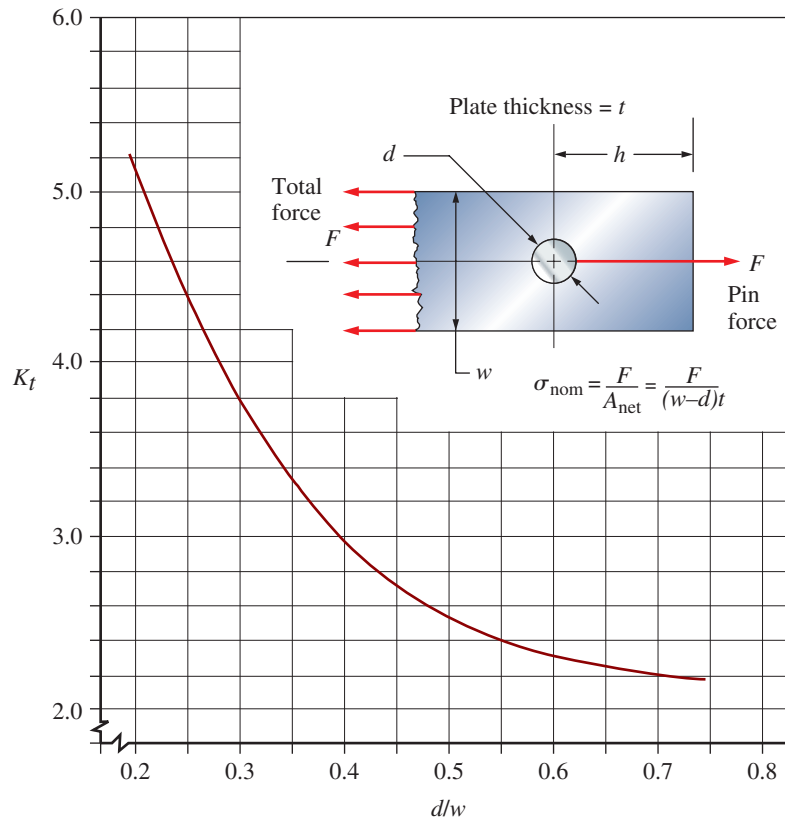 6.0
5.0
4.0
3.0
2.0
K_t
0.2 0.3 0.4 0.5 0.6 0.7 0.8
d/w
Plate thickness = t
d
h
Total
force
F
F
Pin
force
w
σ_nom = F/A_net = F/((w–d)t)